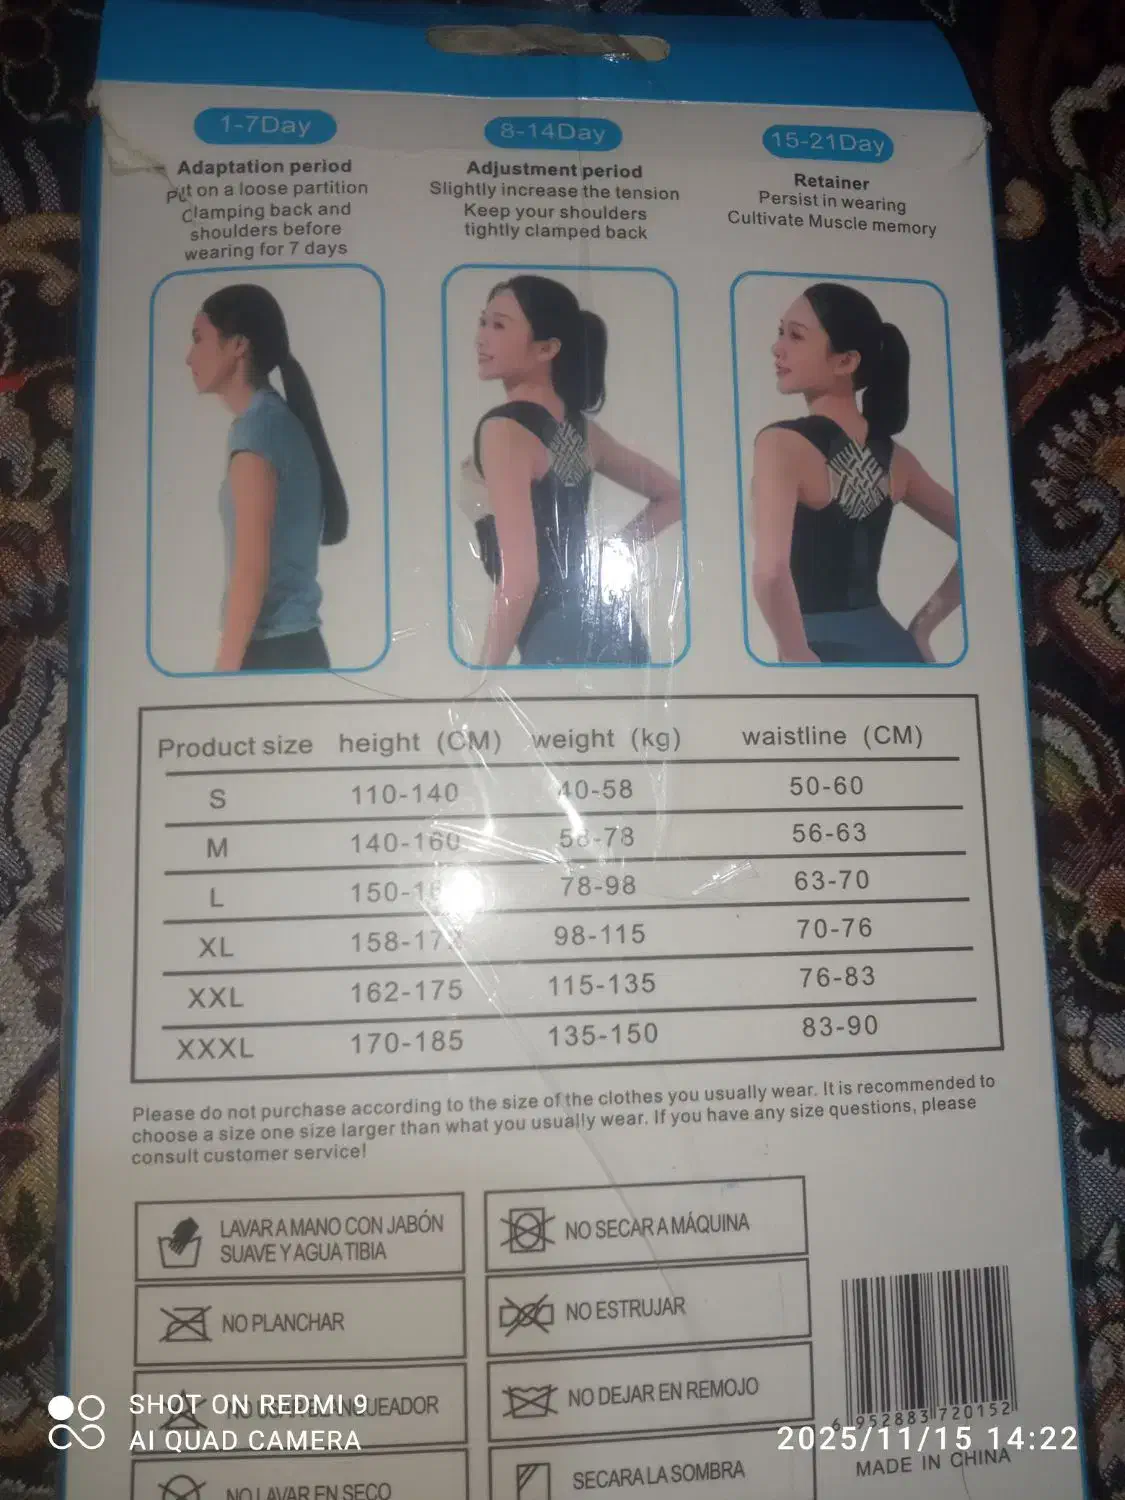 1-7Day
Adaptation period
Put on a loose partition
Clamping back and
shoulders before
wearing for 7 days
8-14Day
Adjustment period
Slightly increase the tension
Keep your shoulders
tightly clamped back
15-21Day
Retainer
Persist in wearing
Cultivate Muscle memory
Product size height (CM) weight (kg) waistline (CM)
S 110-140 40-58 50-60
M 140-160 58-78 56-63
L 78-98 63-70
XL 98-115 70-76
XXL 162-175 115-135 76-83
XXXL 170-185 135-150 83-90
Please do not purchase according to the size of the clothes you usually wear. It is recommended to
choose a size one size larger than what you usually wear. If you have any size questions, please
consult customer service!
LAVAR A MANO CON JABÓN
SUAVE Y AGUA TIBIA
NO SECAR A MÁQUINA
NO PLANCHAR
NO ESTRUJAR
NO DEJAR EN REMOJO
NO LAVAR EN SECO
SECAR A LA SOMBRA
6 952883 720152
MADE IN CHINA
SHOT ON REDMI 9
AI QUAD CAMERA
2025/11/15 14:22